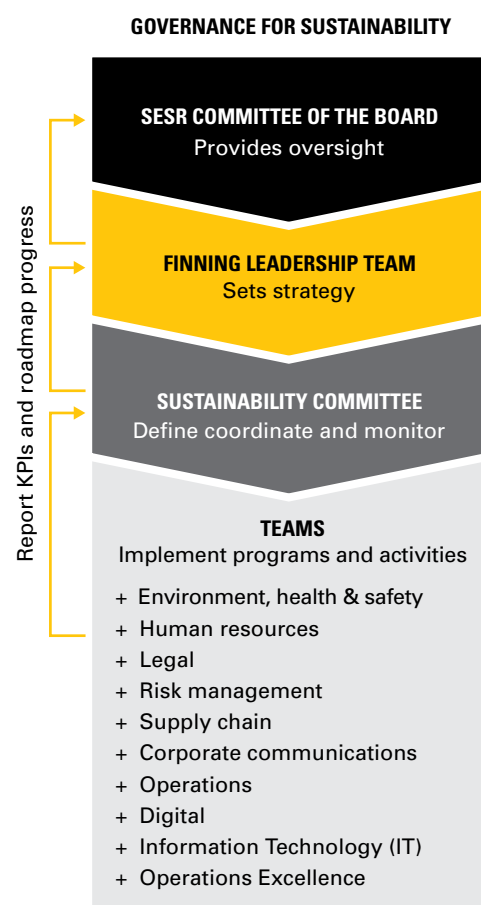 GOVERNANCE FOR SUSTAINABILITY
SESR COMMITTEE OF THE BOARD
Provides oversight
FINNING LEADERSHIP TEAM
Sets strategy
SUSTAINABILITY COMMITTEE
Define coordinate and monitor
Report KPIs and roadmap progress
TEAMS
Implement programs and activities
+ Environment, health & safety
+ Human resources
+ Legal
+ Risk management
+ Supply chain
+ Corporate communications
+ Operations
+ Digital
+ Information Technology (IT)
+ Operations Excellence